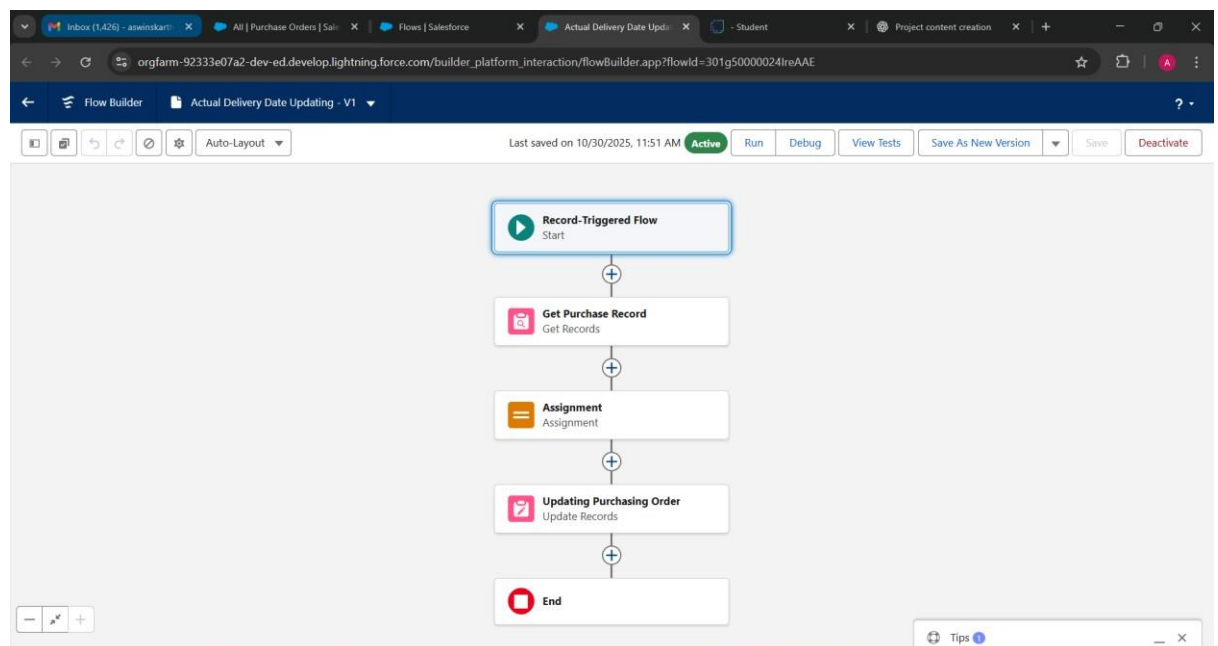 Inbox (1,426) - aswinskarth
All | Purchase Orders | Sale
Flows | Salesforce
Actual Delivery Date Upda
- Student
Project content creation
orgfarm-92333e07a2-dev-ed.develop.lightning.force.com/builder_platform_interaction/flowBuilder.app?flowId=301g50000024IreAAE
A
Flow Builder
Actual Delivery Date Updating - V1
?
Auto-Layout
Last saved on 10/30/2025, 11:51 AM
Active
Run
Debug
View Tests
Save As New Version
Save
Deactivate
Record-Triggered Flow
Start
Get Purchase Record
Get Records
Assignment
Assignment
Updating Purchasing Order
Update Records
End
Tips 1